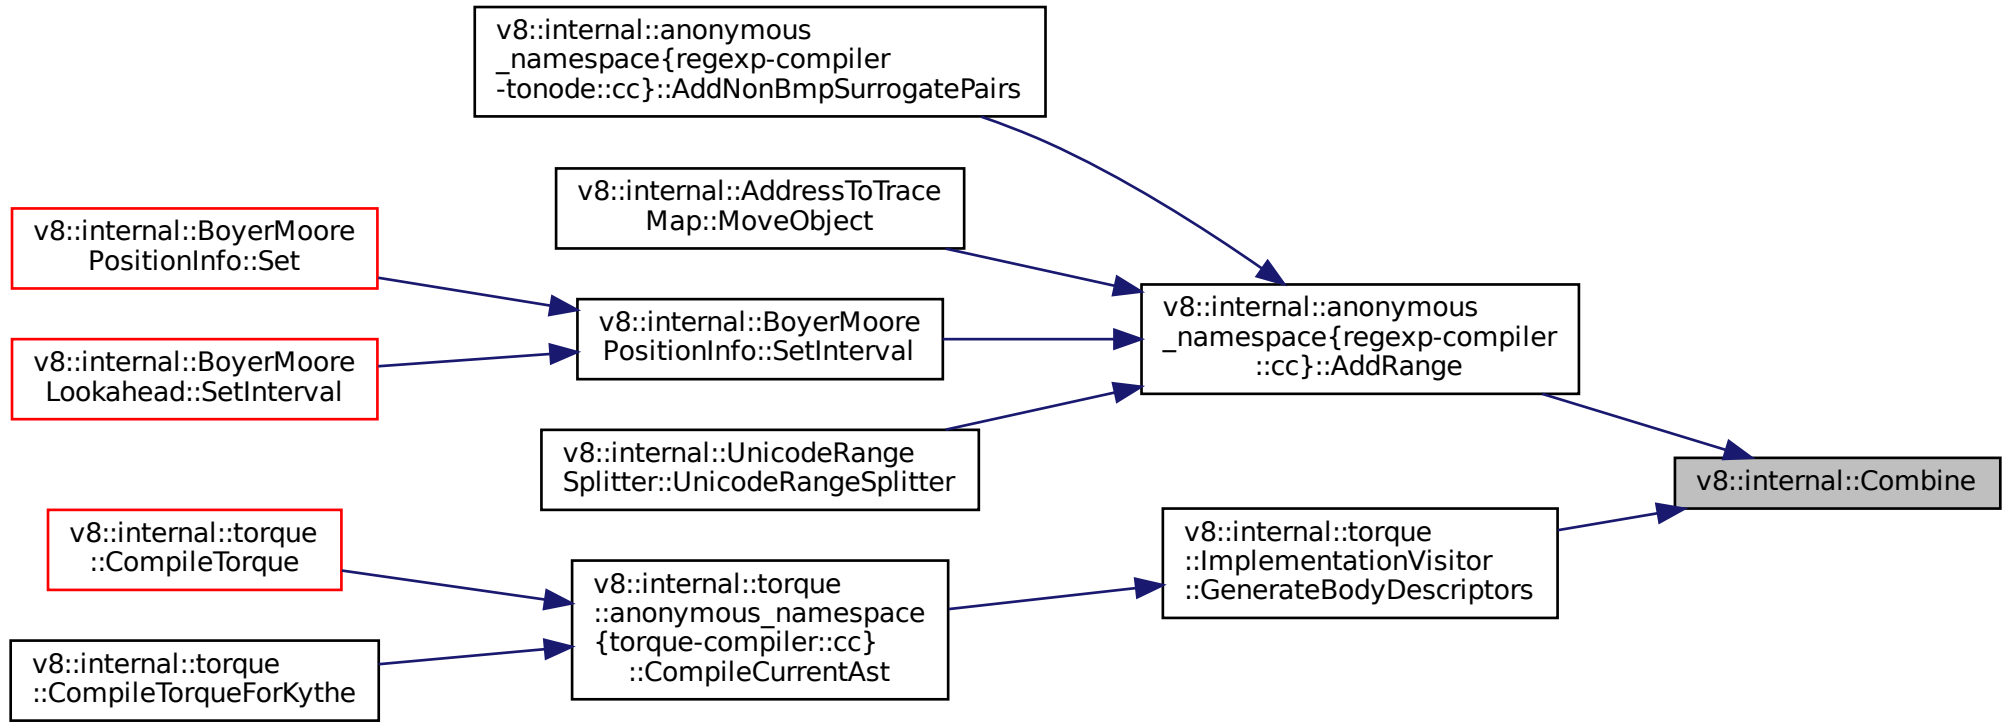 v8::internal::anonymous
_namespace{regexp-compiler
-tonode::cc}::AddNonBmpSurrogatePairs
v8::internal::AddressToTrace
Map::MoveObject
v8::internal::BoyerMoore
PositionInfo::Set
v8::internal::BoyerMoore
PositionInfo::SetInterval
v8::internal::anonymous
_namespace{regexp-compiler
::cc}::AddRange
v8::internal::BoyerMoore
Lookahead::SetInterval
v8::internal::UnicodeRange
Splitter::UnicodeRangeSplitter
v8::internal::Combine
v8::internal::torque
::CompileTorque
v8::internal::torque
::ImplementationVisitor
::GenerateBodyDescriptors
v8::internal::torque
::anonymous_namespace
{torque-compiler::cc}
::CompileCurrentAst
v8::internal::torque
::CompileTorqueForKythe